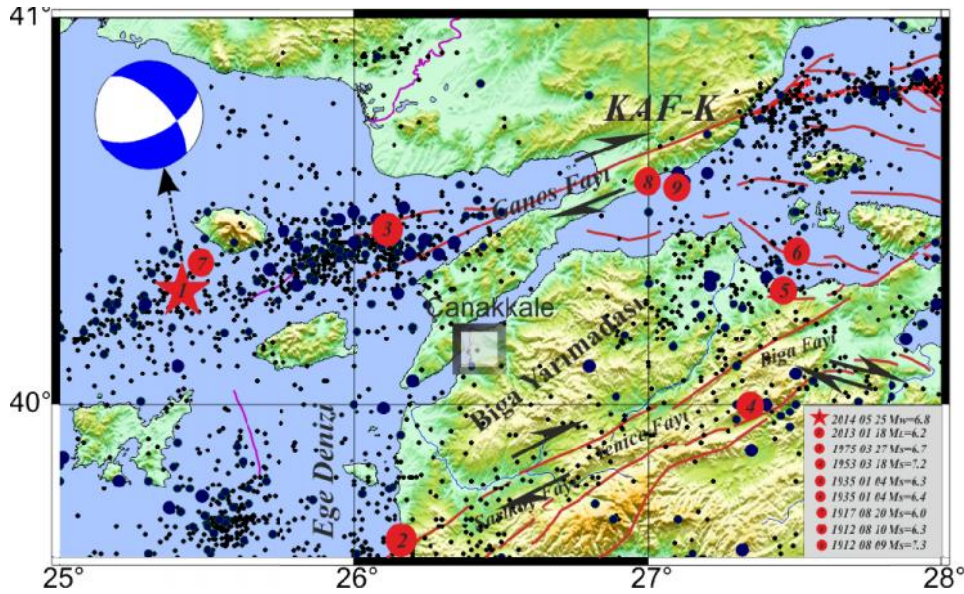 41°
KAF-K
8
9
Ganos Fayı
3
7
1
6
5
Canakkale
Biga Yarımadası
Biga Fayı
40°
4
Yenice Fayı
Fayı
Ege Denizi
2
2014 05 25 Mw=6.8
2013 01 18 ML=6.2
1975 03 27 Ms=6.7
1953 03 18 Ms=7.2
1935 01 04 Ms=6.3
1935 01 04 Ms=6.4
1917 08 20 Ms=6.0
1912 08 10 Ms=6.3
1912 08 09 Ms=7.3
25° 26° 27° 28°